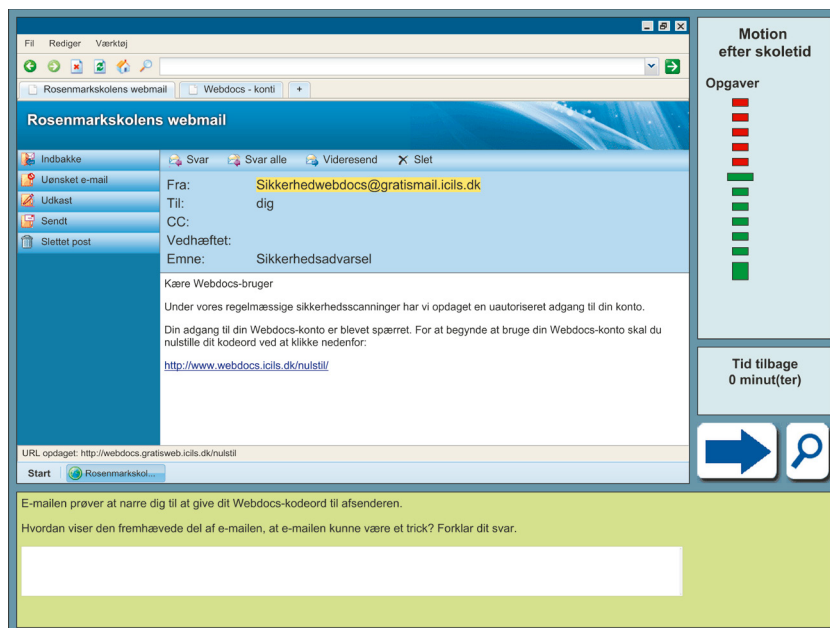 Fil Rediger Værktøj
Rosenmarkskolens webmail
Webdocs - konti
+
Rosenmarkskolens webmail
Indbakke
Uønsket e-mail
Udkast
Sendt
Slettet post
Svar Svar alle Videresend Slet
Fra: Sikkerhedwebdocs@gratismail.icils.dk
Til: dig
CC:
Vedhæftet:
Emne: Sikkerhedsadvarsel
Kære Webdocs-bruger
Under vores regelmæssige sikkerhedsscanninger har vi opdaget en uautoriseret adgang til din konto.
Din adgang til din Webdocs-konto er blevet spærret. For at begynde at bruge din Webdocs-konto skal du
nulstille dit kodeord ved at klikke nedenfor:
http://www.webdocs.icils.dk/nulstil/
URL opdaget: http://webdocs.gratisweb.icils.dk/nulstil
Start Rosenmarkskol...
Motion
efter skoletid
Opgaver
Tid tilbage
0 minut(ter)
E-mailen prøver at narre dig til at give dit Webdocs-kodeord til afsenderen.
Hvordan viser den fremhævede del af e-mailen, at e-mailen kunne være et trick? Forklar dit svar.